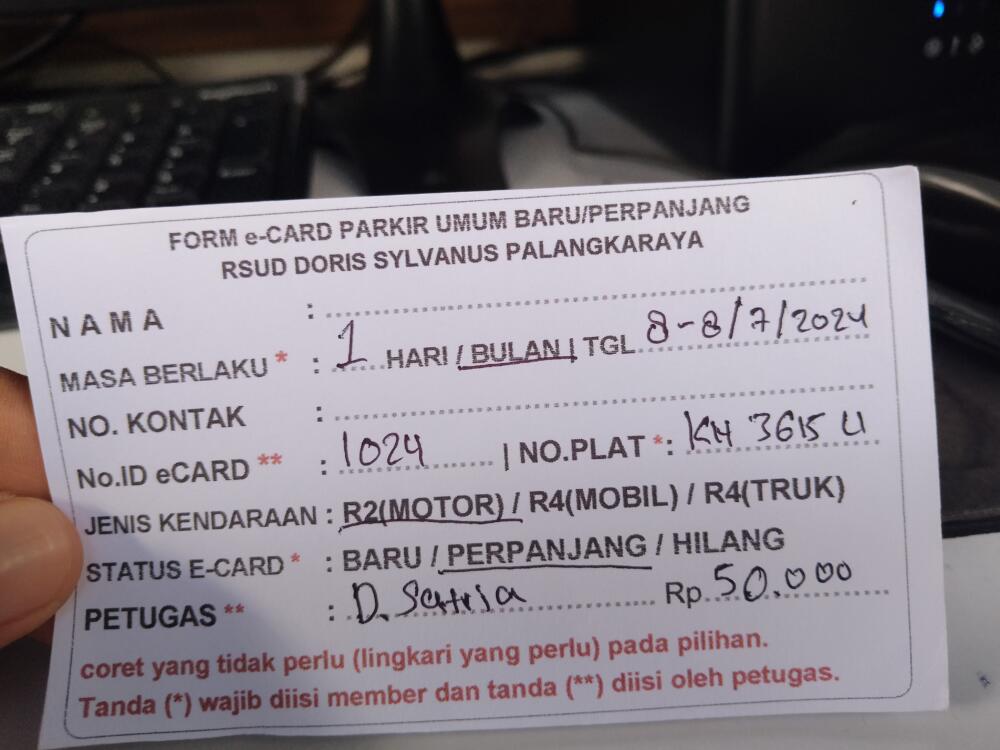 FORM e-CARD PARKIR UMUM BARU/PERPANJANG
RSUD DORIS SYLVANUS PALANGKARAYA
NAMA :
MASA BERLAKU * : 1 HARI / BULAN | TGL 8-8/7/2024
NO. KONTAK :
No.ID eCARD ** : 1024 | NO.PLAT *: KH 3615 U
JENIS KENDARAAN : R2(MOTOR) / R4(MOBIL) / R4(TRUK)
STATUS E-CARD * : BARU / PERPANJANG / HILANG
PETUGAS ** : D. Satria Rp. 50.000
coret yang tidak perlu (lingkari yang perlu) pada pilihan.
Tanda (*) wajib diisi member dan tanda (**) diisi oleh petugas.